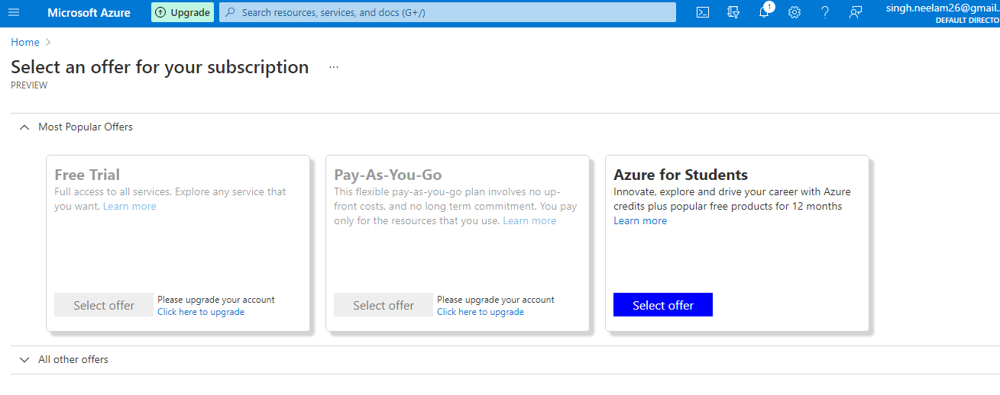 Microsoft Azure
Upgrade
Search resources, services, and docs (G+/)
1
singh.neelam26@gmail...
DEFAULT DIRECTO
Home
Select an offer for your subscription
...
PREVIEW
Most Popular Offers
Free Trial
Full access to all services. Explore any service that
you want. Learn more
Select offer
Please upgrade your account
Click here to upgrade
Pay-As-You-Go
This flexible pay-as-you-go plan involves no up-
front costs, and no long term commitment. You pay
only for the resources that you use. Learn more
Select offer
Please upgrade your account
Click here to upgrade
Azure for Students
Innovate, explore and drive your career with Azure
credits plus popular free products for 12 months
Learn more
Select offer
All other offers